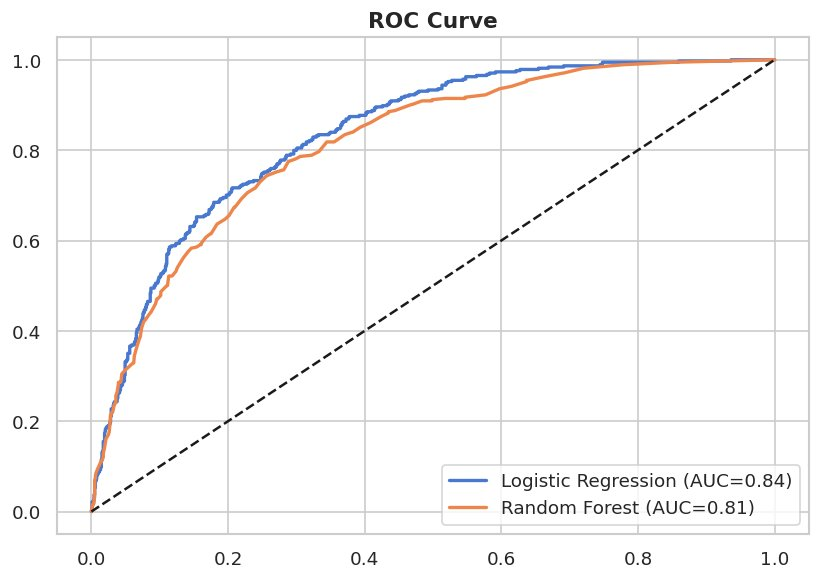 ROC Curve
1.0
0.8
0.6
0.4
0.2
0.0
Logistic Regression (AUC=0.84)
Random Forest (AUC=0.81)
0.0 0.2 0.4 0.6 0.8 1.0